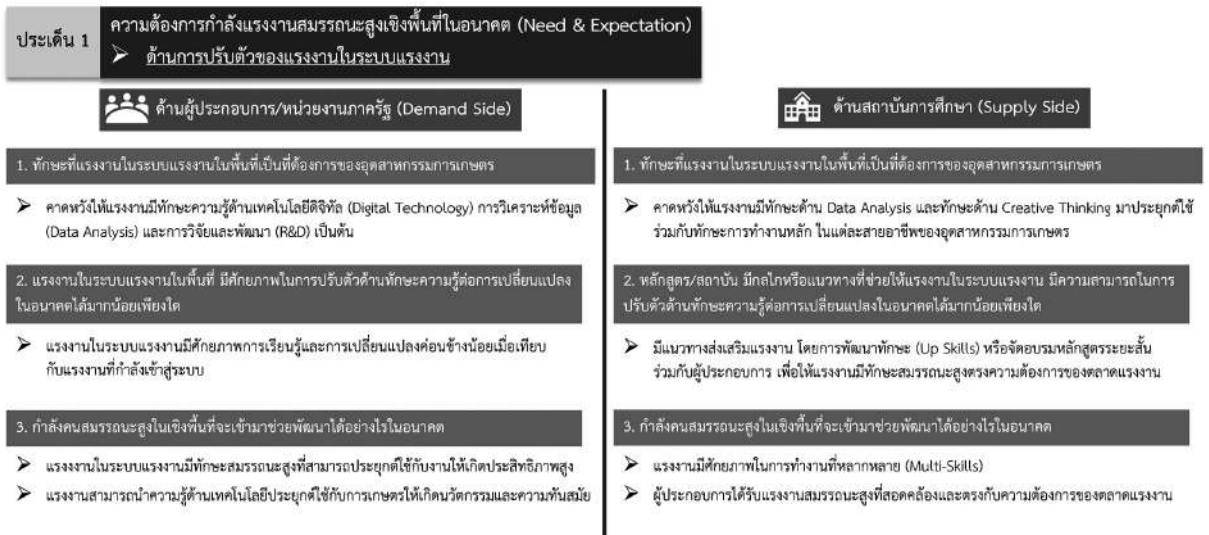 ประเด็น 1
ความต้องการกำลังแรงงานสมรรถนะสูงเชิงพื้นที่ในอนาคต (Need & Expectation)
➢ ด้านการปรับตัวของแรงงานในระบบแรงงาน
ด้านผู้ประกอบการ/หน่วยงานภาครัฐ (Demand Side)
1. ทักษะที่แรงงานในระบบแรงงานในพื้นที่เป็นที่ต้องการของอุตสาหกรรมการเกษตร
➢ คาดหวังให้แรงงานมีทักษะความรู้ด้านเทคโนโลยีดิจิทัล (Digital Technology) การวิเคราะห์ข้อมูล
(Data Analysis) และการวิจัยและพัฒนา (R&D) เป็นต้น
2. แรงงานในระบบแรงงานในพื้นที่ มีศักยภาพในการปรับตัวด้านทักษะความรู้ต่อการเปลี่ยนแปลง
ในอนาคตได้มากน้อยเพียงใด
➢ แรงงานในระบบแรงงานมีศักยภาพการเรียนรู้และการเปลี่ยนแปลงค่อนข้างน้อยเมื่อเทียบ
กับแรงงานที่กำลังเข้าสู่ระบบ
3. กำลังคนสมรรถนะสูงในเชิงพื้นที่จะเข้ามาช่วยพัฒนาได้อย่างไรในอนาคต
➢ แรงงงานในระบบแรงงานมีทักษะสมรรถนะสูงที่สามารถประยุกต์ใช้กับงานให้เกิดประสิทธิภาพสูง
➢ แรงงานสามารถนำความรู้ด้านเทคโนโลยีประยุกต์ใช้กับการเกษตรให้เกิดนวัตกรรมและความทันสมัย
ด้านสถาบันการศึกษา (Supply Side)
1. ทักษะที่แรงงานในระบบแรงงานในพื้นที่เป็นที่ต้องการของอุตสาหกรรมการเกษตร
➢ คาดหวังให้แรงงานมีทักษะด้าน Data Analysis และทักษะด้าน Creative Thinking มาประยุกต์ใช้
ร่วมกับทักษะการทำงานหลัก ในแต่ละสายอาชีพของอุตสาหกรรมการเกษตร
2. หลักสูตร/สถาบัน มีกลไกหรือแนวทางที่ช่วยให้แรงงานในระบบแรงงาน มีความสามารถในการ
ปรับตัวด้านทักษะความรู้ต่อการเปลี่ยนแปลงในอนาคตได้มากน้อยเพียงใด
➢ มีแนวทางส่งเสริมแรงงาน โดยการพัฒนาทักษะ (Up Skills) หรือจัดอบรมหลักสูตรระยะสั้น
ร่วมกับผู้ประกอบการ เพื่อให้แรงงานมีทักษะสมรรถนะสูงตรงความต้องการของตลาดแรงงาน
3. กำลังคนสมรรถนะสูงในเชิงพื้นที่จะเข้ามาช่วยพัฒนาได้อย่างไรในอนาคต
➢ แรงงานมีศักยภาพในการทำงานที่หลากหลาย (Multi-Skills)
➢ ผู้ประกอบการได้รับแรงงานสมรรถนะสูงที่สอดคล้องและตรงกับความต้องการของตลาดแรงงาน